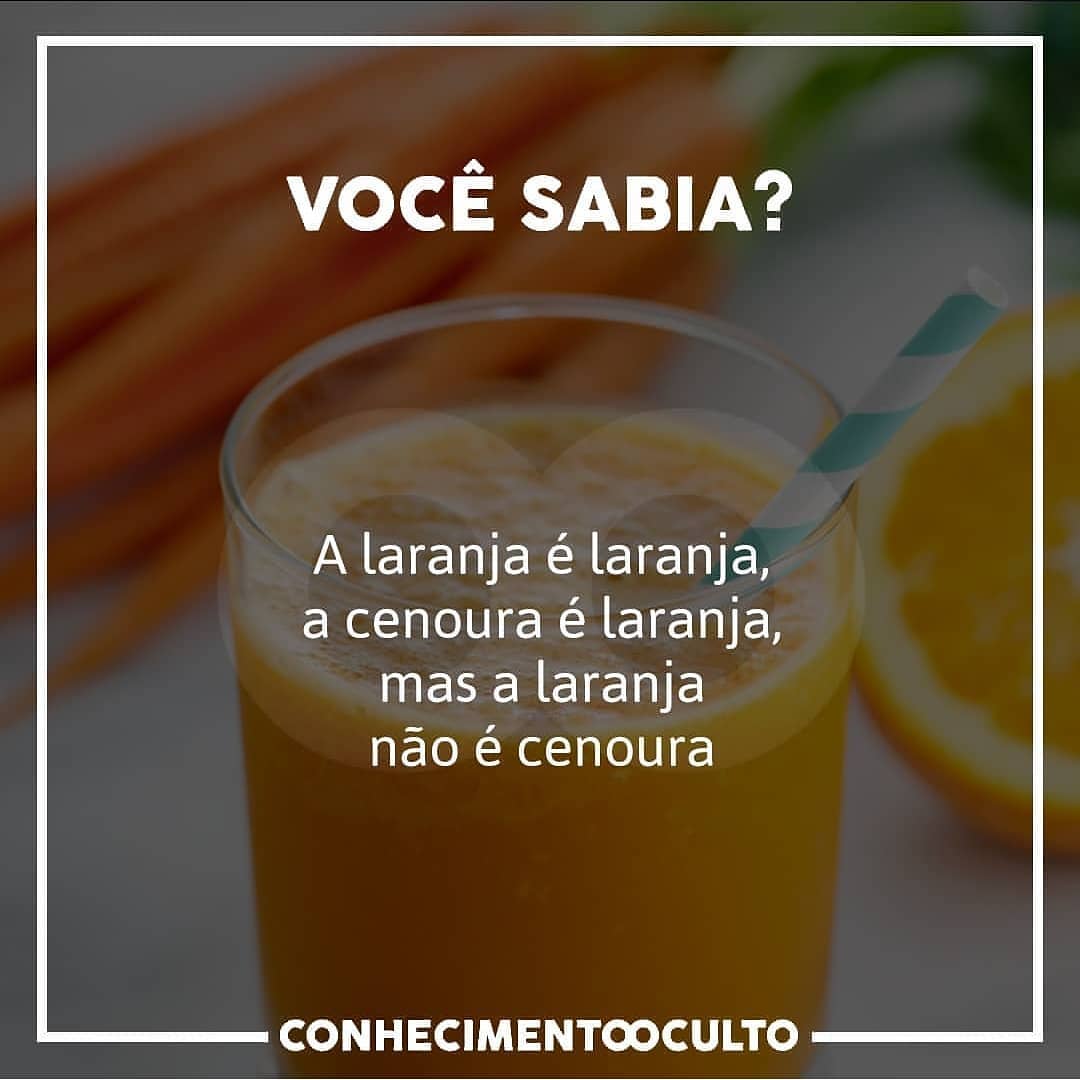 VOCÊ SABIA?
A laranja é laranja,
a cenoura é laranja,
mas a laranja
não é cenoura
CONHECIMENTOOCULTO